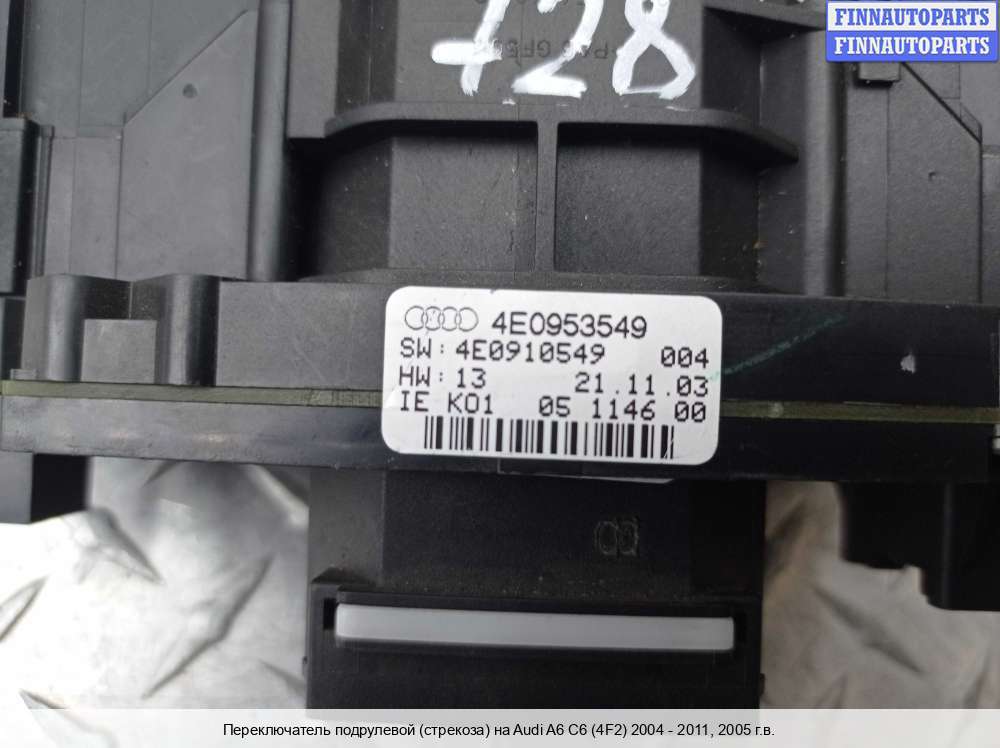 FINNAUTOPARTS
FINNAUTOPARTS
128
4E0953549
SW: 4E0910549 004
HW: 13 21.11.03
IE K01 05 1146 00
Переключатель подрулевой (стрекоза) на Audi A6 C6 (4F2) 2004 - 2011, 2005 г.в.